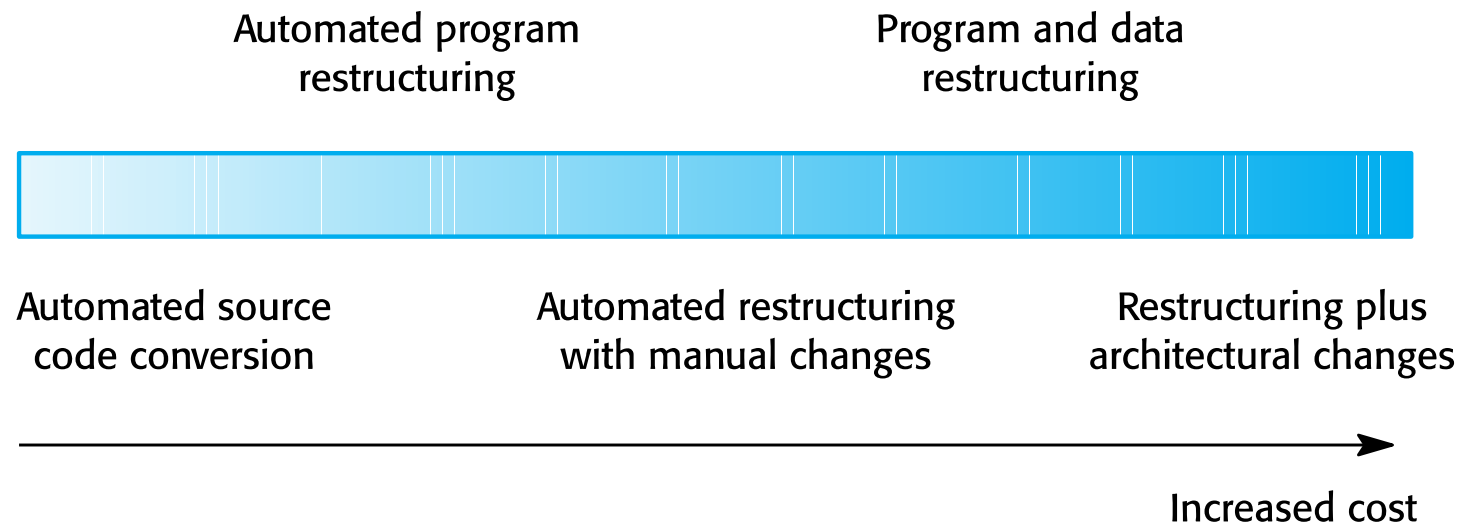 Automated program
restructuring
Program and data
restructuring
Automated source
code conversion
Automated restructuring
with manual changes
Restructuring plus
architectural changes
Increased cost